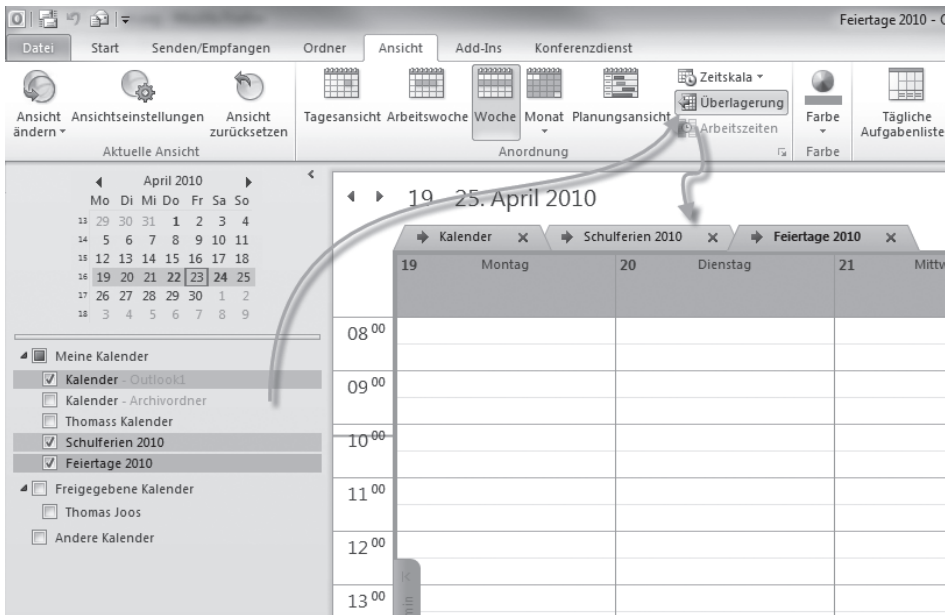 Feiertage 2010 - O
Datei Start Senden/Empfangen Ordner Ansicht Add-Ins Konferenzdienst
Ansicht ändern Ansichtseinstellungen Ansicht zurücksetzen
Aktuelle Ansicht
Tagesansicht Arbeitswoche Woche Monat Planungsansicht
Zeitskala
Überlagerung
Arbeitszeiten
Anordnung
Farbe
Farbe
Tägliche Aufgabenliste
April 2010
Mo Di Mi Do Fr Sa So
13 29 30 31 1 2 3 4
14 5 6 7 8 9 10 11
15 12 13 14 15 16 17 18
16 19 20 21 22 23 24 25
17 26 27 28 29 30 1 2
18 3 4 5 6 7 8 9
Meine Kalender
Kalender - Outlook1
Kalender - Archivordner
Thomass Kalender
Schulferien 2010
Feiertage 2010
Freigegebene Kalender
Thomas Joos
Andere Kalender
19. - 25. April 2010
Kalender Schulferien 2010 Feiertage 2010
19 Montag 20 Dienstag 21 Mittw
08 00
09 00
10 00
11 00
12 00
13 00